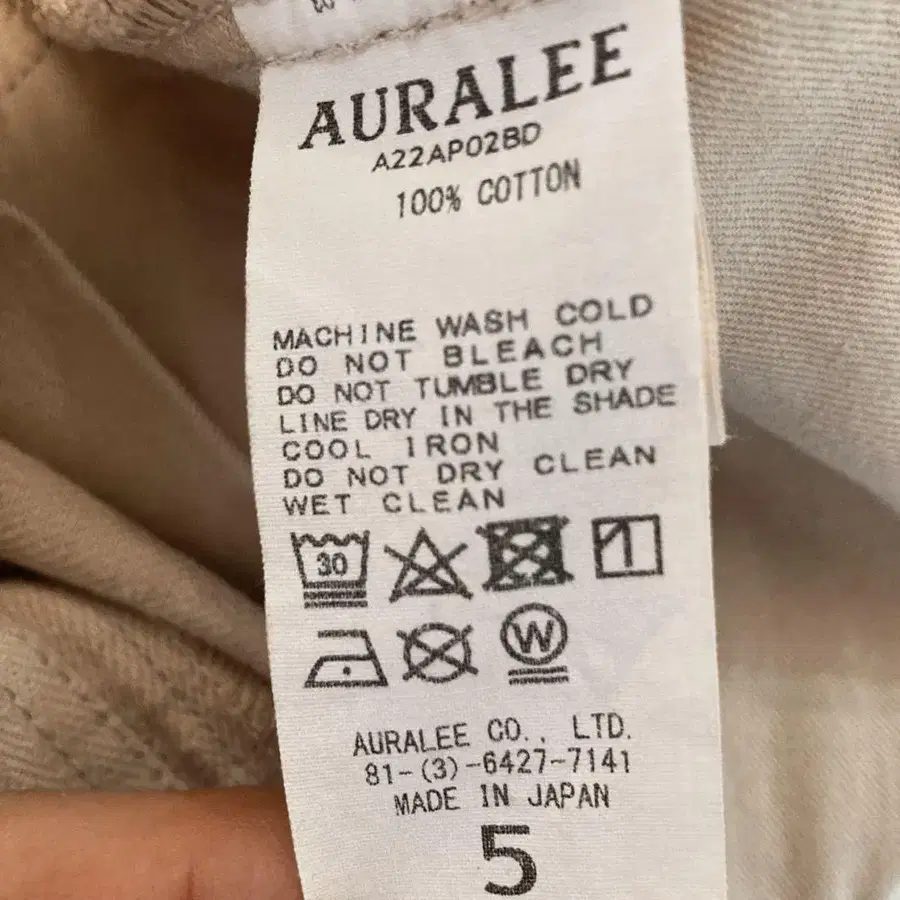 AURALEE
A22AP02BD
100% COTTON
MACHINE WASH COLD
DO NOT BLEACH
DO NOT TUMBLE DRY
LINE DRY IN THE SHADE
COOL IRON
DO NOT DRY CLEAN
WET CLEAN
30
W
AURALEE CO., LTD.
81-(3)-6427-7141
MADE IN JAPAN
5